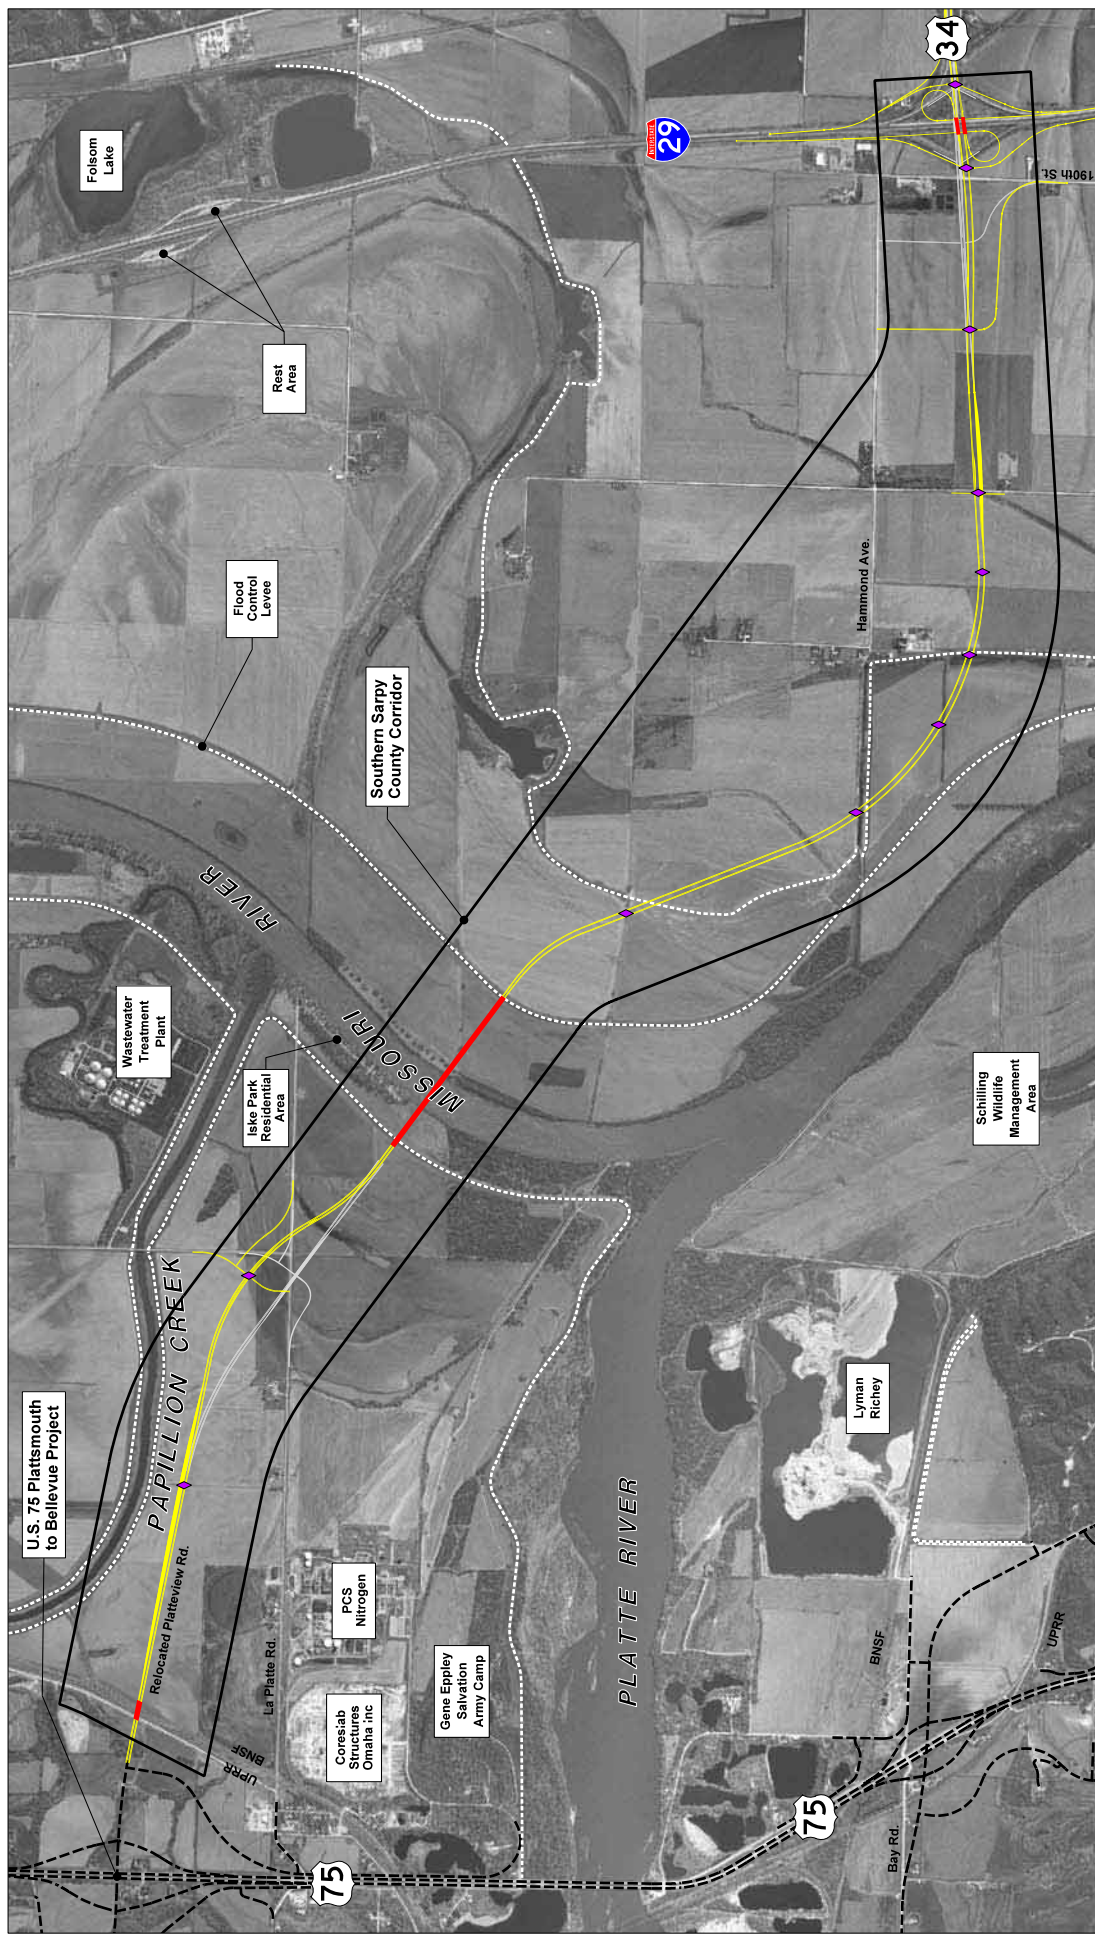 U.S. 75 Plattsmouth
to Bellevue Project
PAPILLION CREEK
Relocated Platteview Rd.
La Platte Rd.
UPRR
BNSF
75
Coreslab
Structures
Omaha inc
PCS
Nitrogen
Gene Eppley
Salvation
Army Camp
PLATTE RIVER
75
Bay Rd.
BNSF
UPRR
Lyman
Richey
Wastewater
Treatment
Plant
Iske Park
Residential
Area
MISSOURI
RIVER
Schilling
Wildlife
Management
Area
Southern Sarpy
County Corridor
Flood
Control
Levee
Hammond Ave.
Rest
Area
Folsom
Lake
INTERSTATE
29
190th St.
34